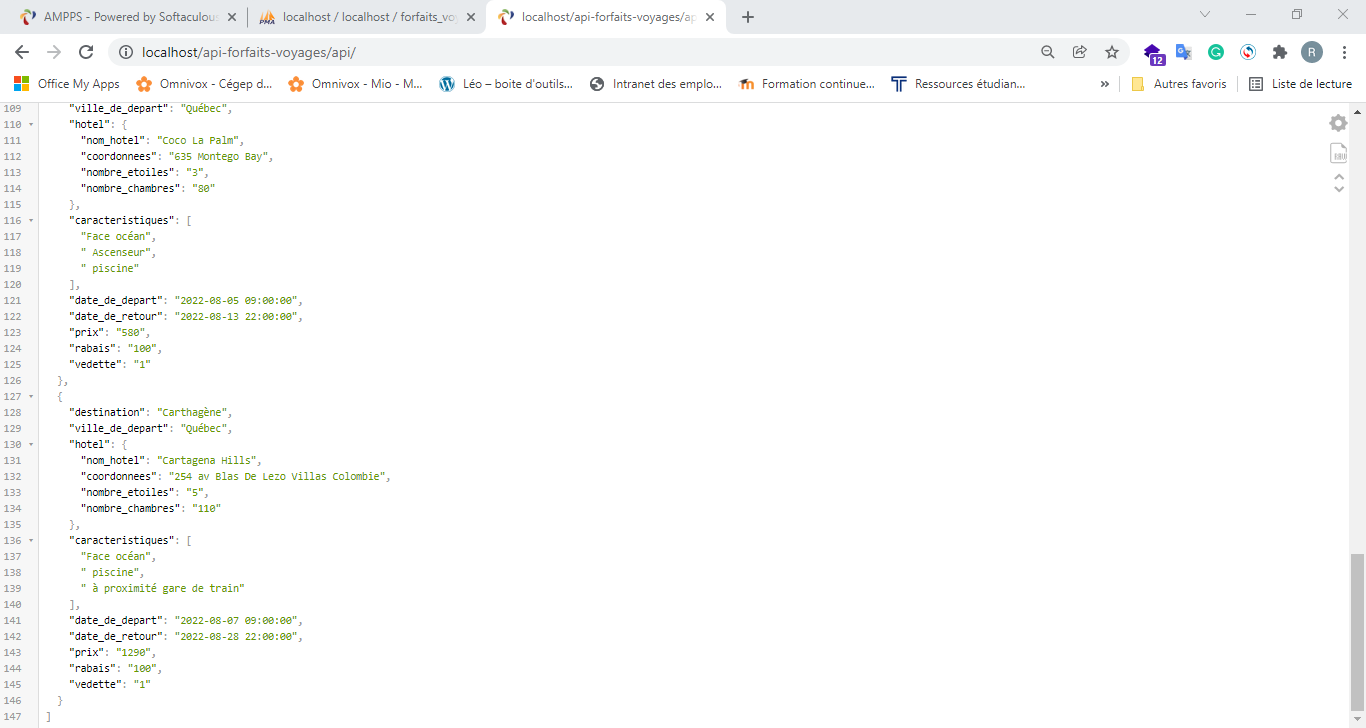 AMPPS - Powered by Softaculou
localhost / localhost / forfaits_vo
localhost/api-forfaits-voyages/ap
localhost/api-forfaits-voyages/api/
12
R
Office My Apps
Omnivox - Cégep d...
Omnivox - Mio - M...
Léo – boite d'outils...
Intranet des emplo...
Formation continue...
Ressources étudian...
»
Autres favoris
Liste de lecture
109 "ville_de_depart": "Québec",
110 "hotel": {
111 "nom_hotel": "Coco La Palm",
112 "coordonnees": "635 Montego Bay",
113 "nombre_etoiles": "3",
114 "nombre_chambres": "80"
115 },
116 "caracteristiques": [
117 "Face océan",
118 " Ascenseur",
119 " piscine"
120 ],
121 "date_de_depart": "2022-08-05 09:00:00",
122 "date_de_retour": "2022-08-13 22:00:00",
123 "prix": "580",
124 "rabais": "100",
125 "vedette": "1"
126 },
127 {
128 "destination": "Carthagène",
129 "ville_de_depart": "Québec",
130 "hotel": {
131 "nom_hotel": "Cartagena Hills",
132 "coordonnees": "254 av Blas De Lezo Villas Colombie",
133 "nombre_etoiles": "5",
134 "nombre_chambres": "110"
135 },
136 "caracteristiques": [
137 "Face océan",
138 " piscine",
139 " à proximité gare de train"
140 ],
141 "date_de_depart": "2022-08-07 09:00:00",
142 "date_de_retour": "2022-08-28 22:00:00",
143 "prix": "1290",
144 "rabais": "100",
145 "vedette": "1"
146 }
147 ]
RAW